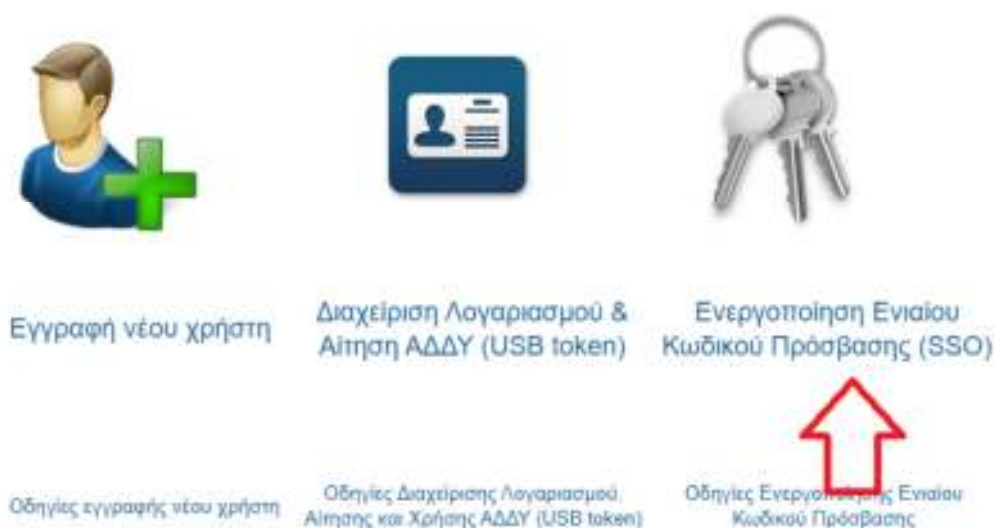 Εγγραφή νέου χρήστη
Διαχείριση Λογαριασμού &
Αίτηση ΑΔΔΥ (USB token)
Ενεργοποίηση Ενιαίου
Κωδικού Πρόσβασης (SSO)
Οδηγίες εγγραφής νέου χρήστη
Οδηγίες Διαχείρισης Λογαριασμού,
Αίτησης και Χρήσης ΑΔΔΥ (USB token)
Οδηγίες Ενεργοποίησης Ενιαίου
Κωδικού Πρόσβασης